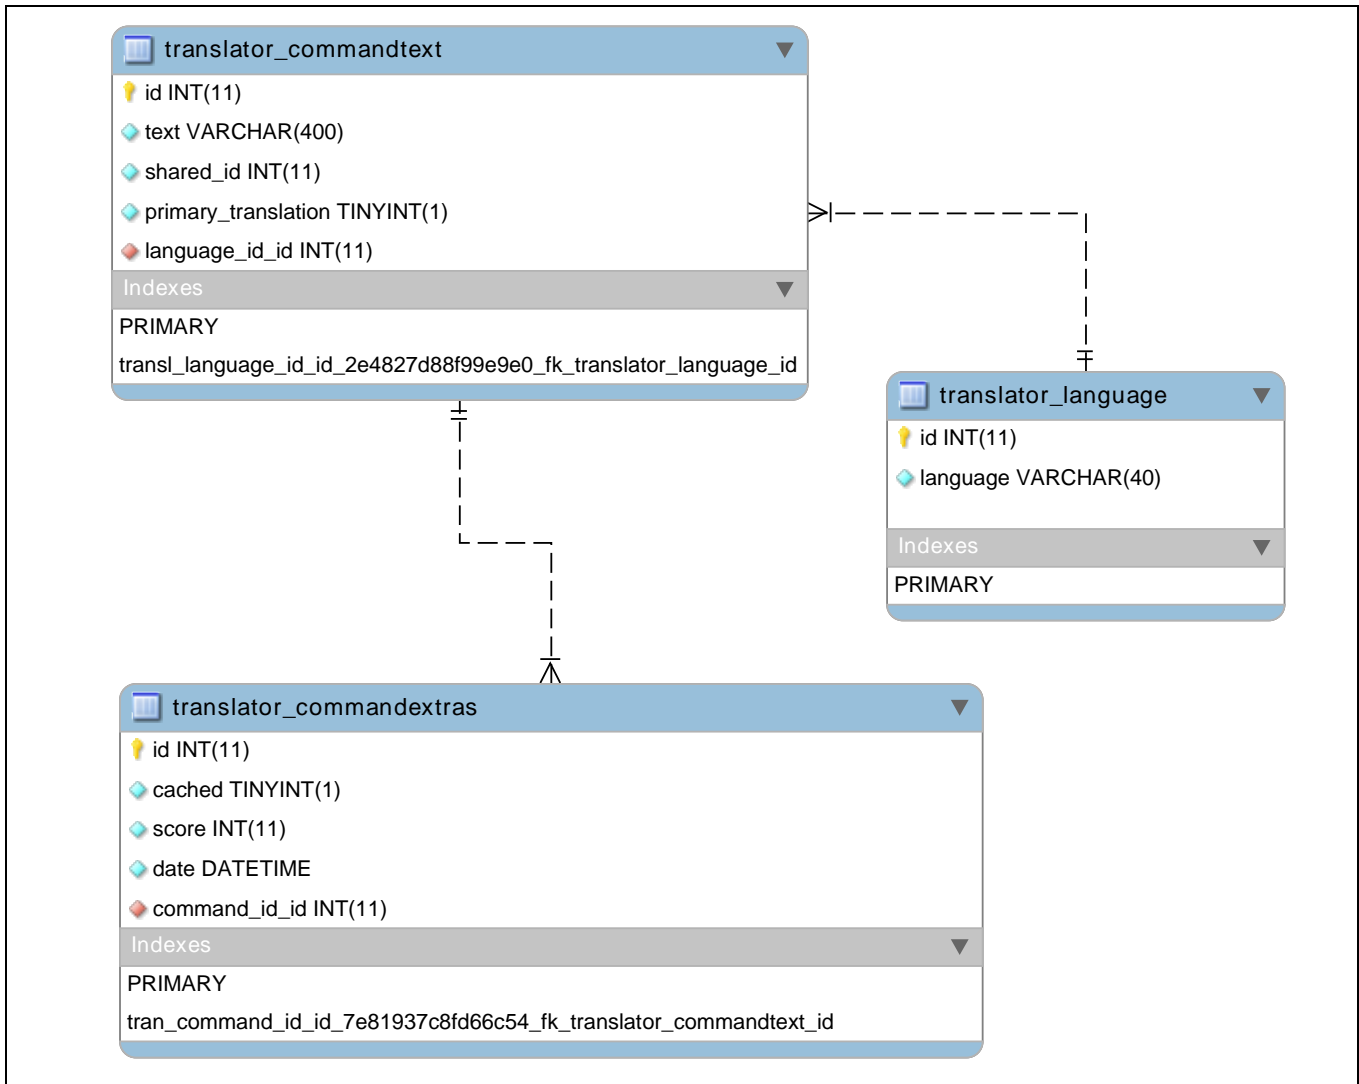 translator_commandtext
id INT(11)
text VARCHAR(400)
shared_id INT(11)
primary_translation TINYINT(1)
language_id_id INT(11)
Indexes
PRIMARY
transl_language_id_id_2e4827d88f99e9e0_fk_translator_language_id
translator_language
id INT(11)
language VARCHAR(40)
Indexes
PRIMARY
translator_commandextras
id INT(11)
cached TINYINT(1)
score INT(11)
date DATETIME
command_id_id INT(11)
Indexes
PRIMARY
tran_command_id_id_7e81937c8fd66c54_fk_translator_commandtext_id